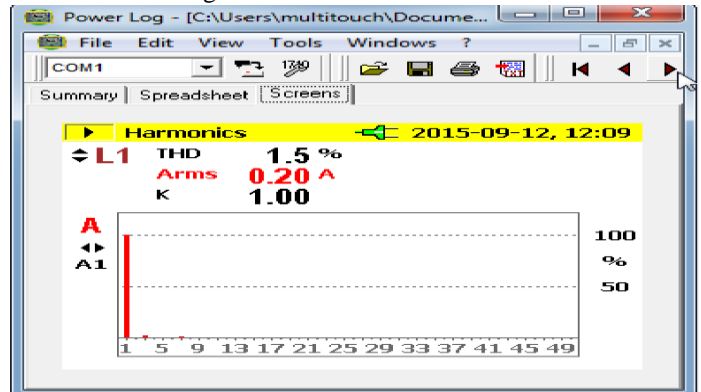 Power Log - [C:\Users\multitouch\Docume...
File Edit View Tools Windows ?
COM1 1740 TXT
Summary Spreadsheet Screens
Harmonics 2015-09-12, 12:09
L1 THD 1.5 %
Arms 0.20 A
K 1.00
A
100
A1 %
50
1 5 9 13 17 21 25 29 33 37 41 45 49